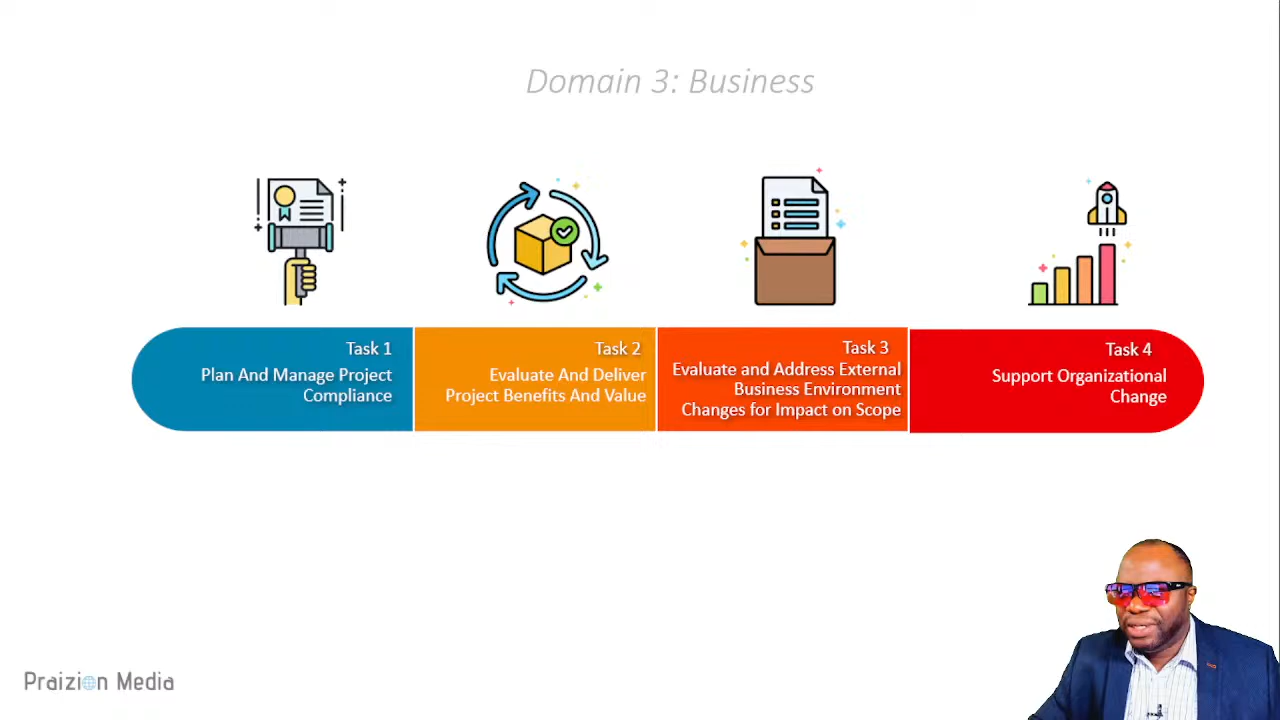 Domain 3: Business
Task 1
Plan And Manage Project
Compliance
Task 2
Evaluate And Deliver
Project Benefits And Value
Task 3
Evaluate and Address External
Business Environment
Changes for Impact on Scope
Task 4
Support Organizational
Change
Praizion Media